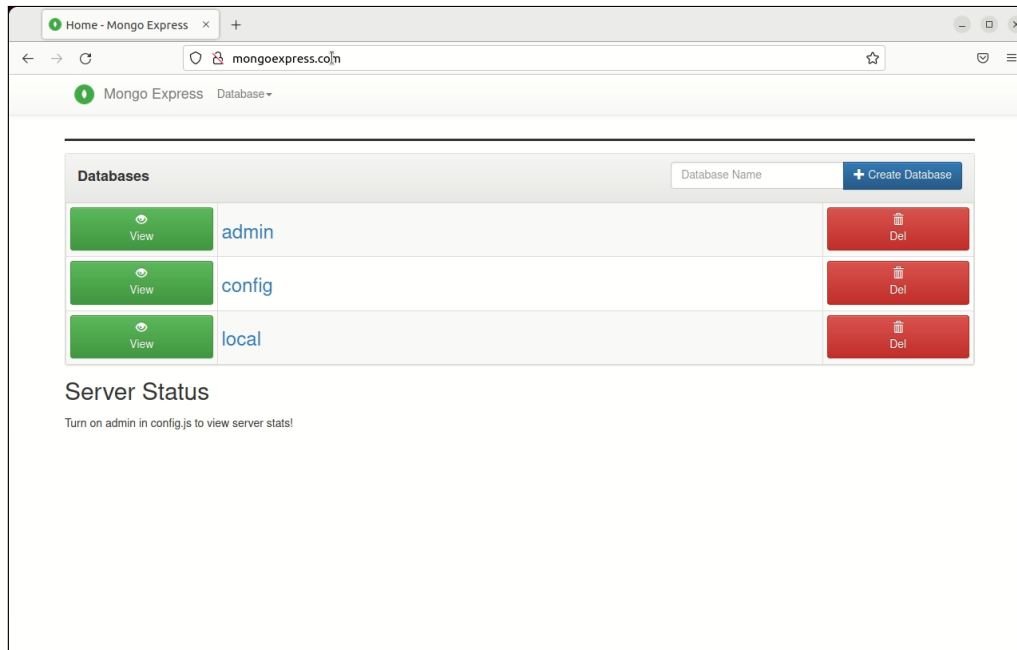 Home - Mongo Express
mongoexpress.com
Mongo Express Database
Databases Database Name Create Database
View admin Del
View config Del
View local Del
Server Status
Turn on admin in config.js to view server stats!